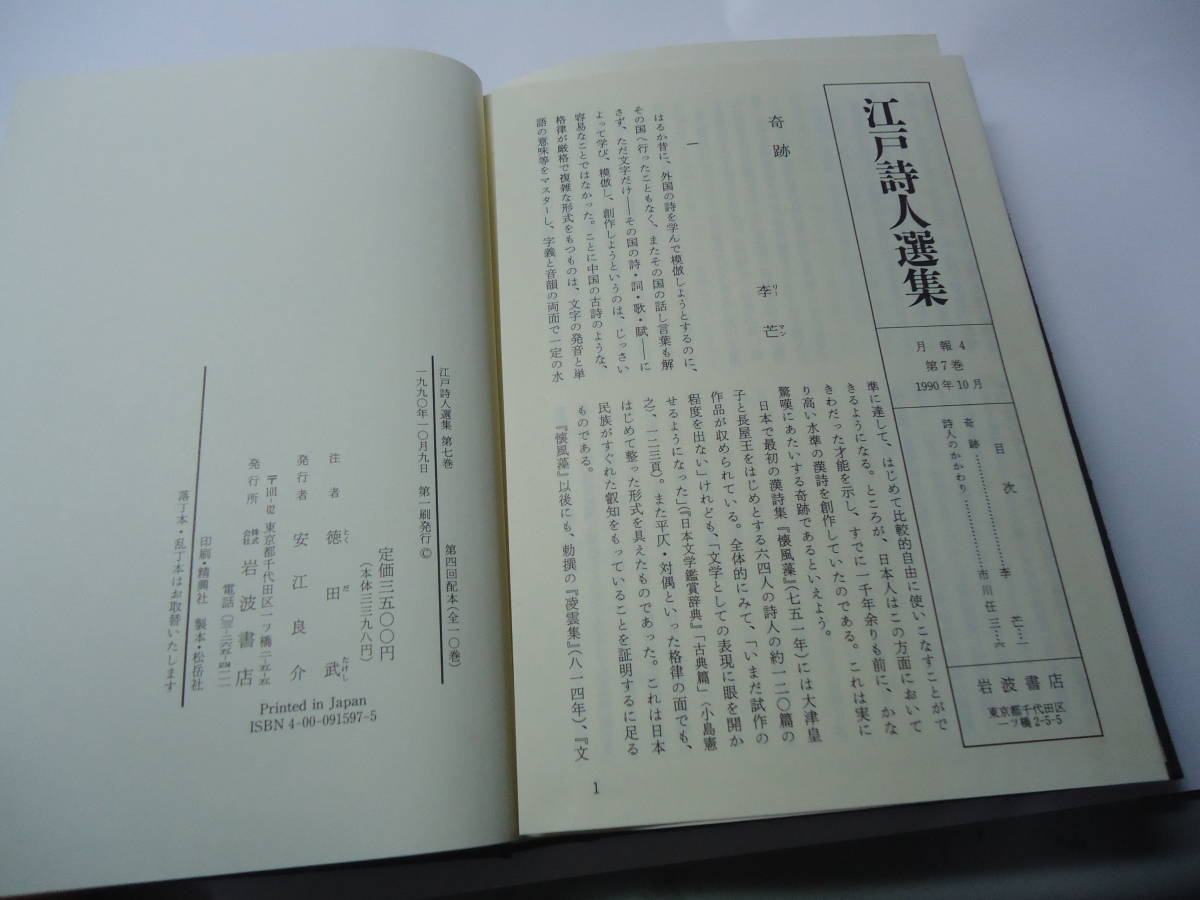 江戸詩人選集
月報4
第7巻
1990年10月
目次
奇跡……………………李芒…一
詩人のかかわり…………市川任三…六
岩波書店
東京都千代田区
一ツ橋2-5-5
奇跡
李芒
リーマン
一
はるか昔に、外国の詩を学んで模倣しようとするのに、
その国へ行ったこともなく、またその国の話し言葉も解
さず、ただ文字だけ——その国の詩・詞・歌・賦——に
よって学び、模倣し、創作しようというのは、じっさい
容易なことではなかった。ことに中国の古詩のような、
格律が厳格で複雑な形式をもつものは、文字の発音と単
語の意味等をマスターし、字義と音韻の両面で一定の水
準に達して、はじめて比較的自由に使いこなすことがで
きるようになる。ところが、日本人はこの方面において
きわだった才能を示し、すでに一千年余りも前に、かな
り高い水準の漢詩を創作していたのである。これは実に
驚嘆にあたいする奇跡であるといえよう。
日本で最初の漢詩集『懐風藻』(七五一年)には大津皇
子と長屋王をはじめとする六四人の詩人の約一二〇篇の
作品が収められている。全体的にみて、「いまだ試作の
程度を出ない」けれども、「文学としての表現に眼を開か
せるようになった」(『日本文学鑑賞辞典』「古典篇」(小島憲
之)、一二三頁)。また平仄・対偶といった格律の面でも、
はじめて整った形式を具えたものであった。これは日本
民族がすぐれた叡知をもっていることを証明するに足る
ものである。
『懐風藻』以後にも、勅撰の『凌雲集』(八一四年)、『文
1
江戸詩人選集 第七巻
第四回配本(全一〇巻)
一九九〇年一〇月九日 第一刷発行©
定価三五〇〇円
(本体三三九八円)
注者 徳田武
とくだたけし
発行者 安江良介
〒101-02 東京都千代田区一ツ橋二-五-五
発行所 株式会社 岩波書店
印刷・精興社 製本・松岳社
落丁本・乱丁本はお取替いたします
Printed in Japan
ISBN4-00-091597-5